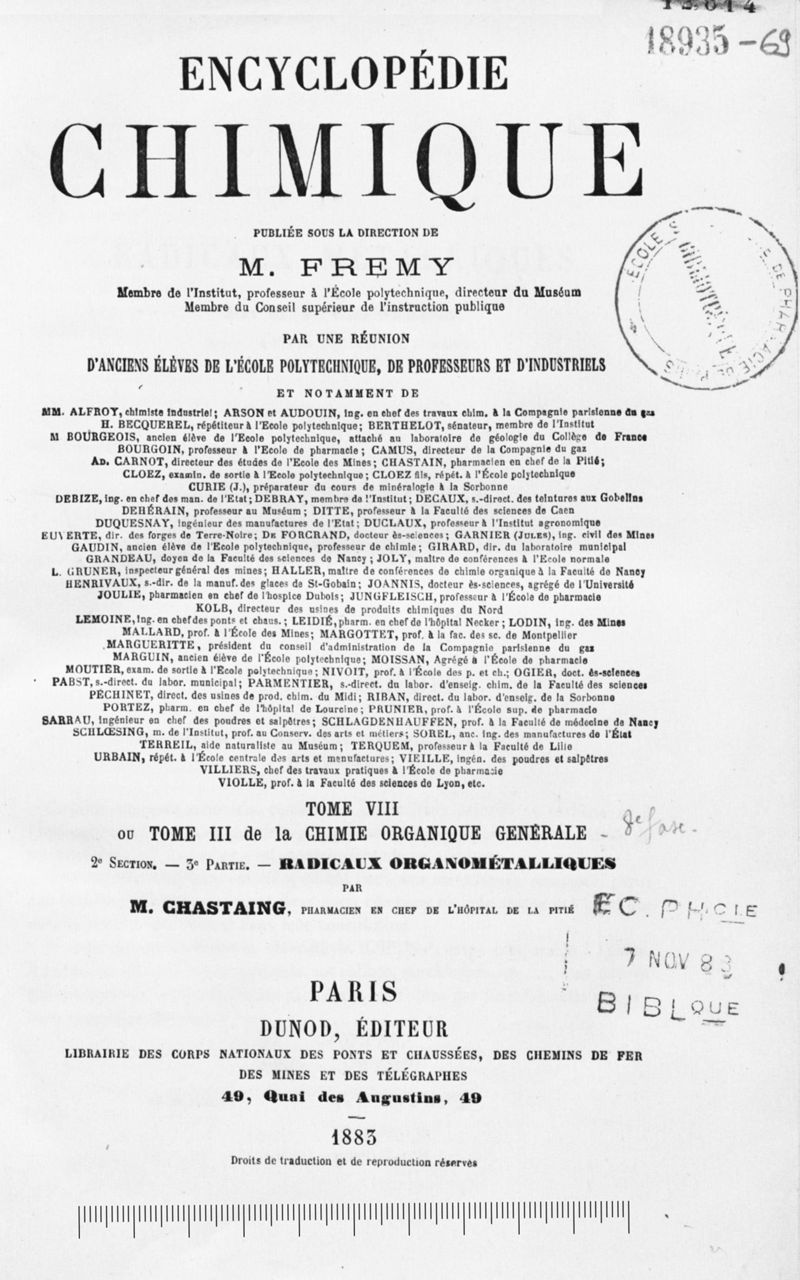 18935-69
ENCYCLOPÉDIE
CHIMIQUE
PUBLIÉE SOUS LA DIRECTION DE
M. FREMY
Membre de l'Institut, professeur à l'École polytechnique, directeur du Muséum
Membre du Conseil supérieur de l'instruction publique
PAR UNE RÉUNION
D'ANCIENS ÉLÈVES DE L'ÉCOLE POLYTECHNIQUE, DE PROFESSEURS ET D'INDUSTRIELS
ET NOTAMMENT DE
MM. ALFROY, chimiste industriel; ARSON et AUDOUIN, ing. en chef des travaux chim. à la Compagnie parisienne du gaz
H. BECQUEREL, répétiteur à l'Ecole polytechnique; BERTHELOT, sénateur, membre de l'Institut
M BOURGEOIS, ancien élève de l'Ecole polytechnique, attaché au laboratoire de géologie du Collège de France
BOURGOIN, professeur à l'Ecole de pharmacie; CAMUS, directeur de la Compagnie du gaz
AD. CARNOT, directeur des études de l'Ecole des Mines; CHASTAIN, pharmacien en chef de la Pitié;
CLOEZ, examin. de sortie à l'Ecole polytechnique; CLOEZ fils, répét. à l'École polytechnique
CURIE (J.), préparateur du cours de minéralogie à la Sorbonne
DEBIZE, ing. en chef des man. de l'Etat; DEBRAY, membre de l'Institut; DECAUX, s.-direct. des teintures aux Gobelins
DEHÉRAIN, professeur au Muséum; DITTE, professeur à la Faculté des sciences de Caen
DUQUESNAY, ingénieur des manufactures de l'Etat; DUCLAUX, professeur à l'Institut agronomique
EUVERTE, dir. des forges de Terre-Noire; DE FORCRAND, docteur ès-sciences; GARNIER (JULES), ing. civil des Mines
GAUDIN, ancien élève de l'Ecole polytechnique, professeur de chimie; GIRARD, dir. du laboratoire municipal
GRANDEAU, doyen de la Faculté des sciences de Nancy; JOLY, maître de conférences à l'Ecole normale
L. GRUNER, inspecteur général des mines; HALLER, maître de conférences de chimie organique à la Faculté de Nancy
HENRIVAUX, s.-dir. de la manuf. des glaces de St-Gobain; JOANNIS, docteur ès-sciences, agrégé de l'Université
JOULIE, pharmacien en chef de l'hospice Dubois; JUNGFLEISCH, professeur à l'École de pharmacie
KOLB, directeur des usines de produits chimiques du Nord
LEMOINE, ing. en chef des ponts et chaus.; LEIDIÉ, pharm. en chef de l'hôpital Necker; LODIN, ing. des Mines
MALLARD, prof. à l'École des Mines; MARGOTTET, prof. à la fac. des sc. de Montpellier
MARGUERITTE, président du conseil d'administration de la Compagnie parisienne du gaz
MARGUIN, ancien élève de l'École polytechnique; MOISSAN, Agrégé à l'École de pharmacie
MOUTIER, exam. de sortie à l'Ecole polytechnique; NIVOIT, prof. à l'École des p. et ch.; OGIER, doct. ès-sciences
PABST, s.-direct. du labor. municipal; PARMENTIER, s.-direct. du labor. d'enseig. chim. de la Faculté des sciences
PÉCHINET, direct. des usines de prod. chim. du Midi; RIBAN, direct. du labor. d'enseig. de la Sorbonne
PORTEZ, pharm. en chef de l'hôpital de Lourcine; PRUNIER, prof. à l'École sup. de pharmacie
SARRAU, ingénieur en chef des poudres et salpêtres; SCHLAGDENHAUFFEN, prof. à la Faculté de médecine de Nancy
SCHLŒSING, m. de l'Institut, prof. au Conserv. des arts et métiers; SOREL, anc. ing. des manufactures de l'État
TERREIL, aide naturaliste au Muséum; TERQUEM, professeur à la Faculté de Lille
URBAIN, répét. à l'École centrale des arts et manufactures; VIEILLE, ingén. des poudres et salpêtres
VILLIERS, chef des travaux pratiques à l'École de pharmacie
VIOLLE, prof. à la Faculté des sciences de Lyon, etc.
TOME VIII
OU TOME III de la CHIMIE ORGANIQUE GENÉRALE - 8e fasc.
2e SECTION. — 3e PARTIE. — RADICAUX ORGANOMÉTALLIQUES
PAR
M. CHASTAING, PHARMACIEN EN CHEF DE L'HÔPITAL DE LA PITIÉ
EC. PHCIE
7 NOV 83
BIBLQUE
PARIS
DUNOD, ÉDITEUR
LIBRAIRIE DES CORPS NATIONAUX DES PONTS ET CHAUSSÉES, DES CHEMINS DE FER
DES MINES ET DES TÉLÉGRAPHES
49, Quai des Augustins, 49
1883
Droits de traduction et de reproduction réservés